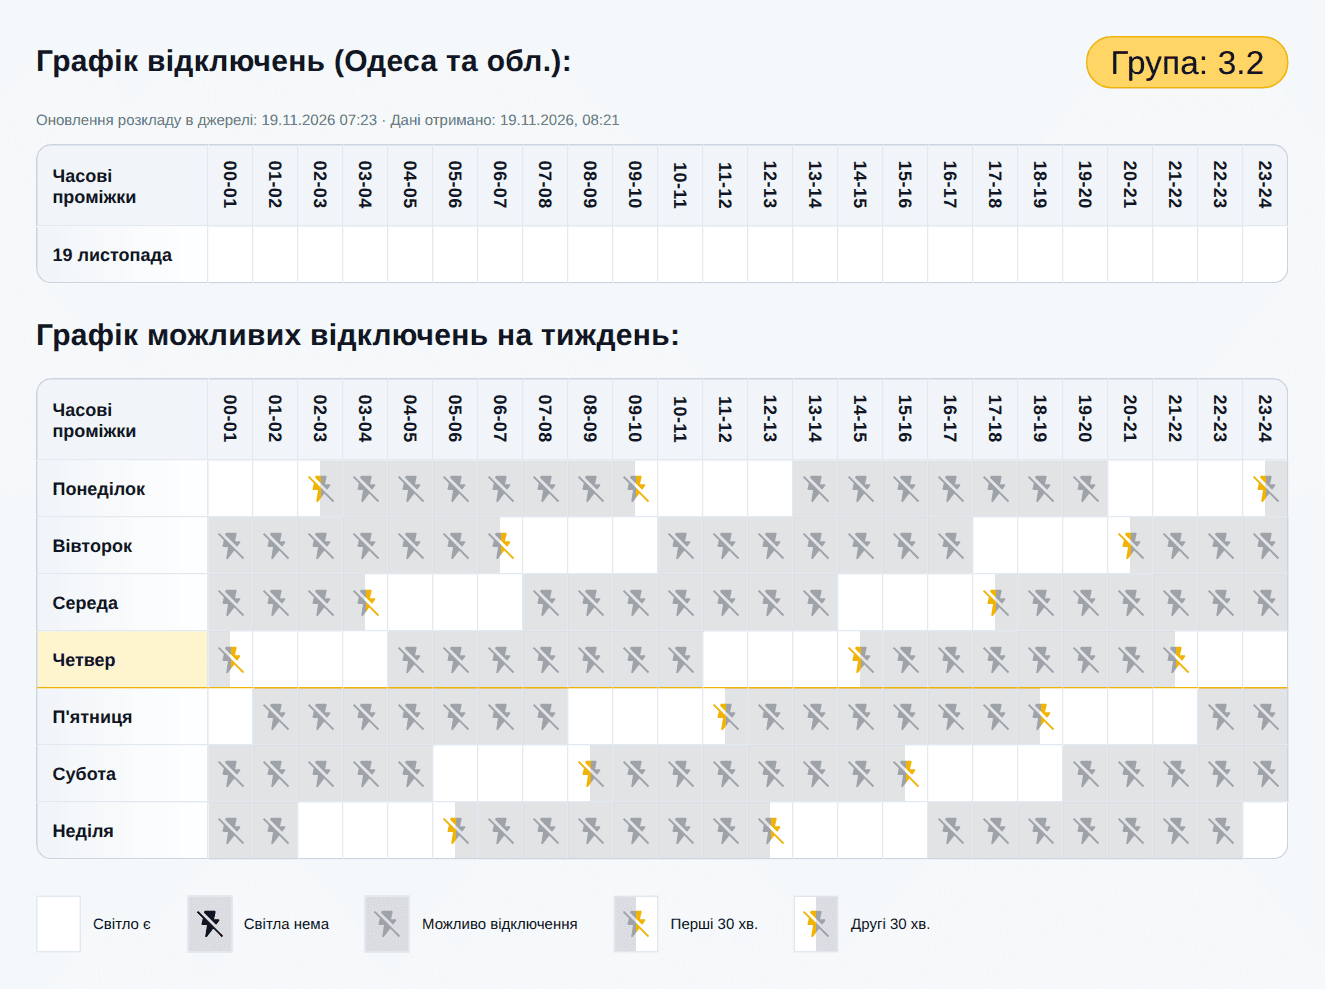 Графік відключень (Одеса та обл.):
Група: 3.2
Оновлення розкладу в джерелі: 19.11.2026 07:23 · Дані отримано: 19.11.2026, 08:21
Часові проміжки 00-01 01-02 02-03 03-04 04-05 05-06 06-07 07-08 08-09 09-10 10-11 11-12 12-13 13-14 14-15 15-16 16-17 17-18 18-19 19-20 20-21 21-22 22-23 23-24
19 листопада
Графік можливих відключень на тиждень:
Часові проміжки 00-01 01-02 02-03 03-04 04-05 05-06 06-07 07-08 08-09 09-10 10-11 11-12 12-13 13-14 14-15 15-16 16-17 17-18 18-19 19-20 20-21 21-22 22-23 23-24
Понеділок
Вівторок
Середа
Четвер
П'ятниця
Субота
Неділя
Світло є
Світла нема
Можливо відключення
Перші 30 хв.
Другі 30 хв.